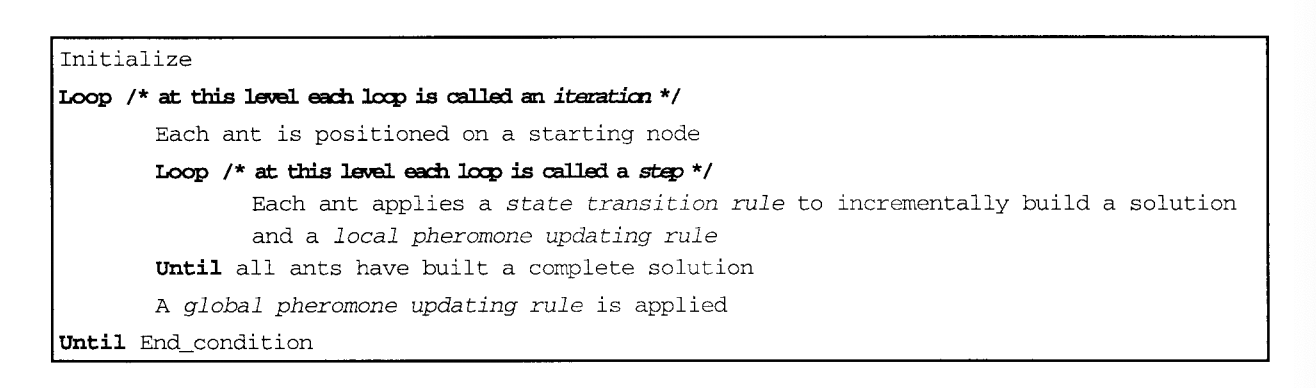 Initialize
Loop /* at this level each loop is called an iteration */
Each ant is positioned on a starting node
Loop /* at this level each loop is called a step */
Each ant applies a state transition rule to incrementally build a solution
and a local pheromone updating rule
Until all ants have built a complete solution
A global pheromone updating rule is applied
Until End_condition